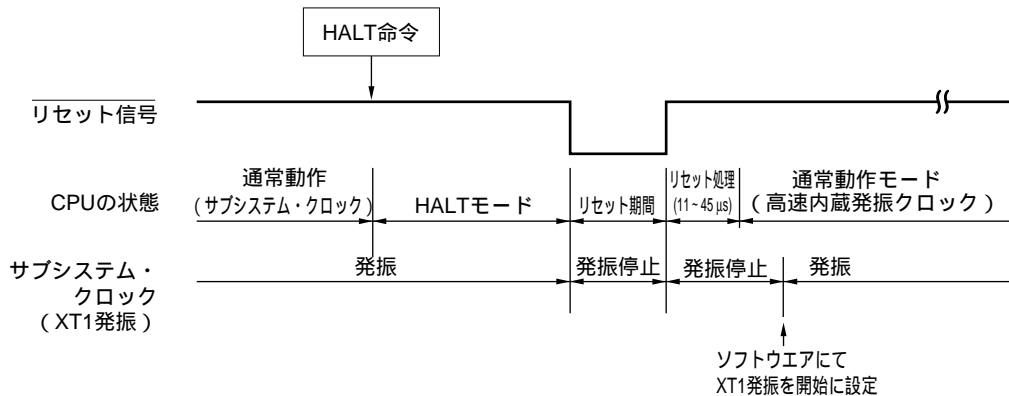 HALT命令
リセット信号
CPUの状態
通常動作
(サブシステム・クロック)
HALTモード
リセット期間
リセット処理
(11~45 μs)
通常動作モード
(高速内蔵発振クロック)
サブシステム・
クロック
(XT1発振)
発振
発振停止
発振停止
発振
ソフトウエアにて
XT1発振を開始に設定